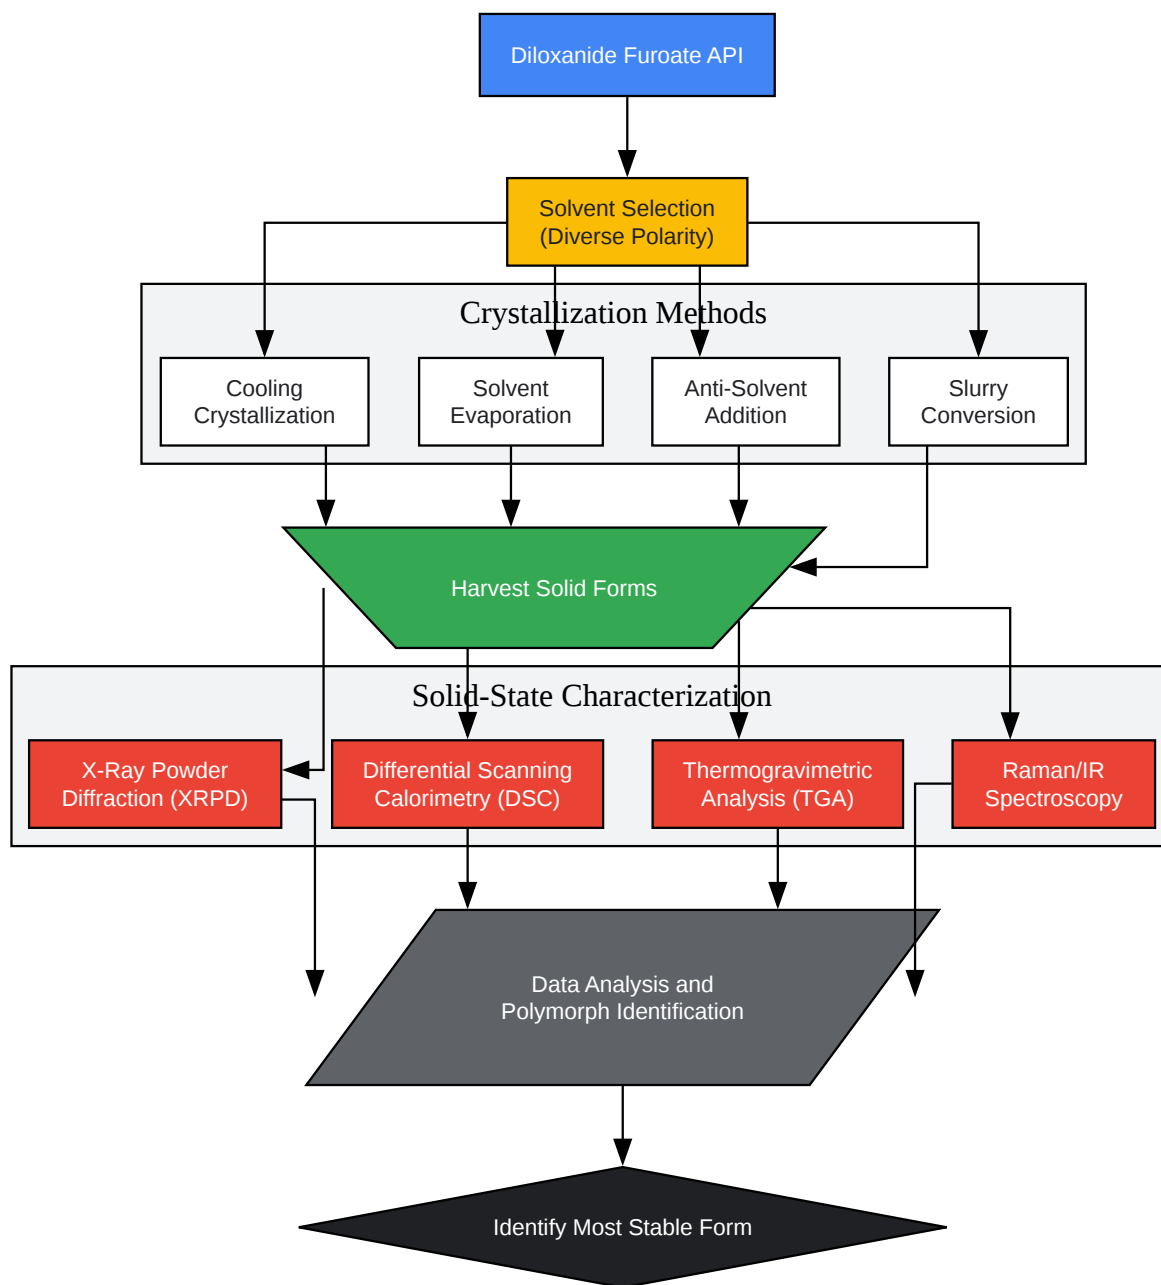 Diloxanide Furoate API
Solvent Selection
(Diverse Polarity)
Crystallization Methods
Cooling
Crystallization
Solvent
Evaporation
Anti-Solvent
Addition
Slurry
Conversion
Harvest Solid Forms
Solid-State Characterization
X-Ray Powder
Diffraction (XRPD)
Differential Scanning
Calorimetry (DSC)
Thermogravimetric
Analysis (TGA)
Raman/IR
Spectroscopy
Data Analysis and
Polymorph Identification
Identify Most Stable Form